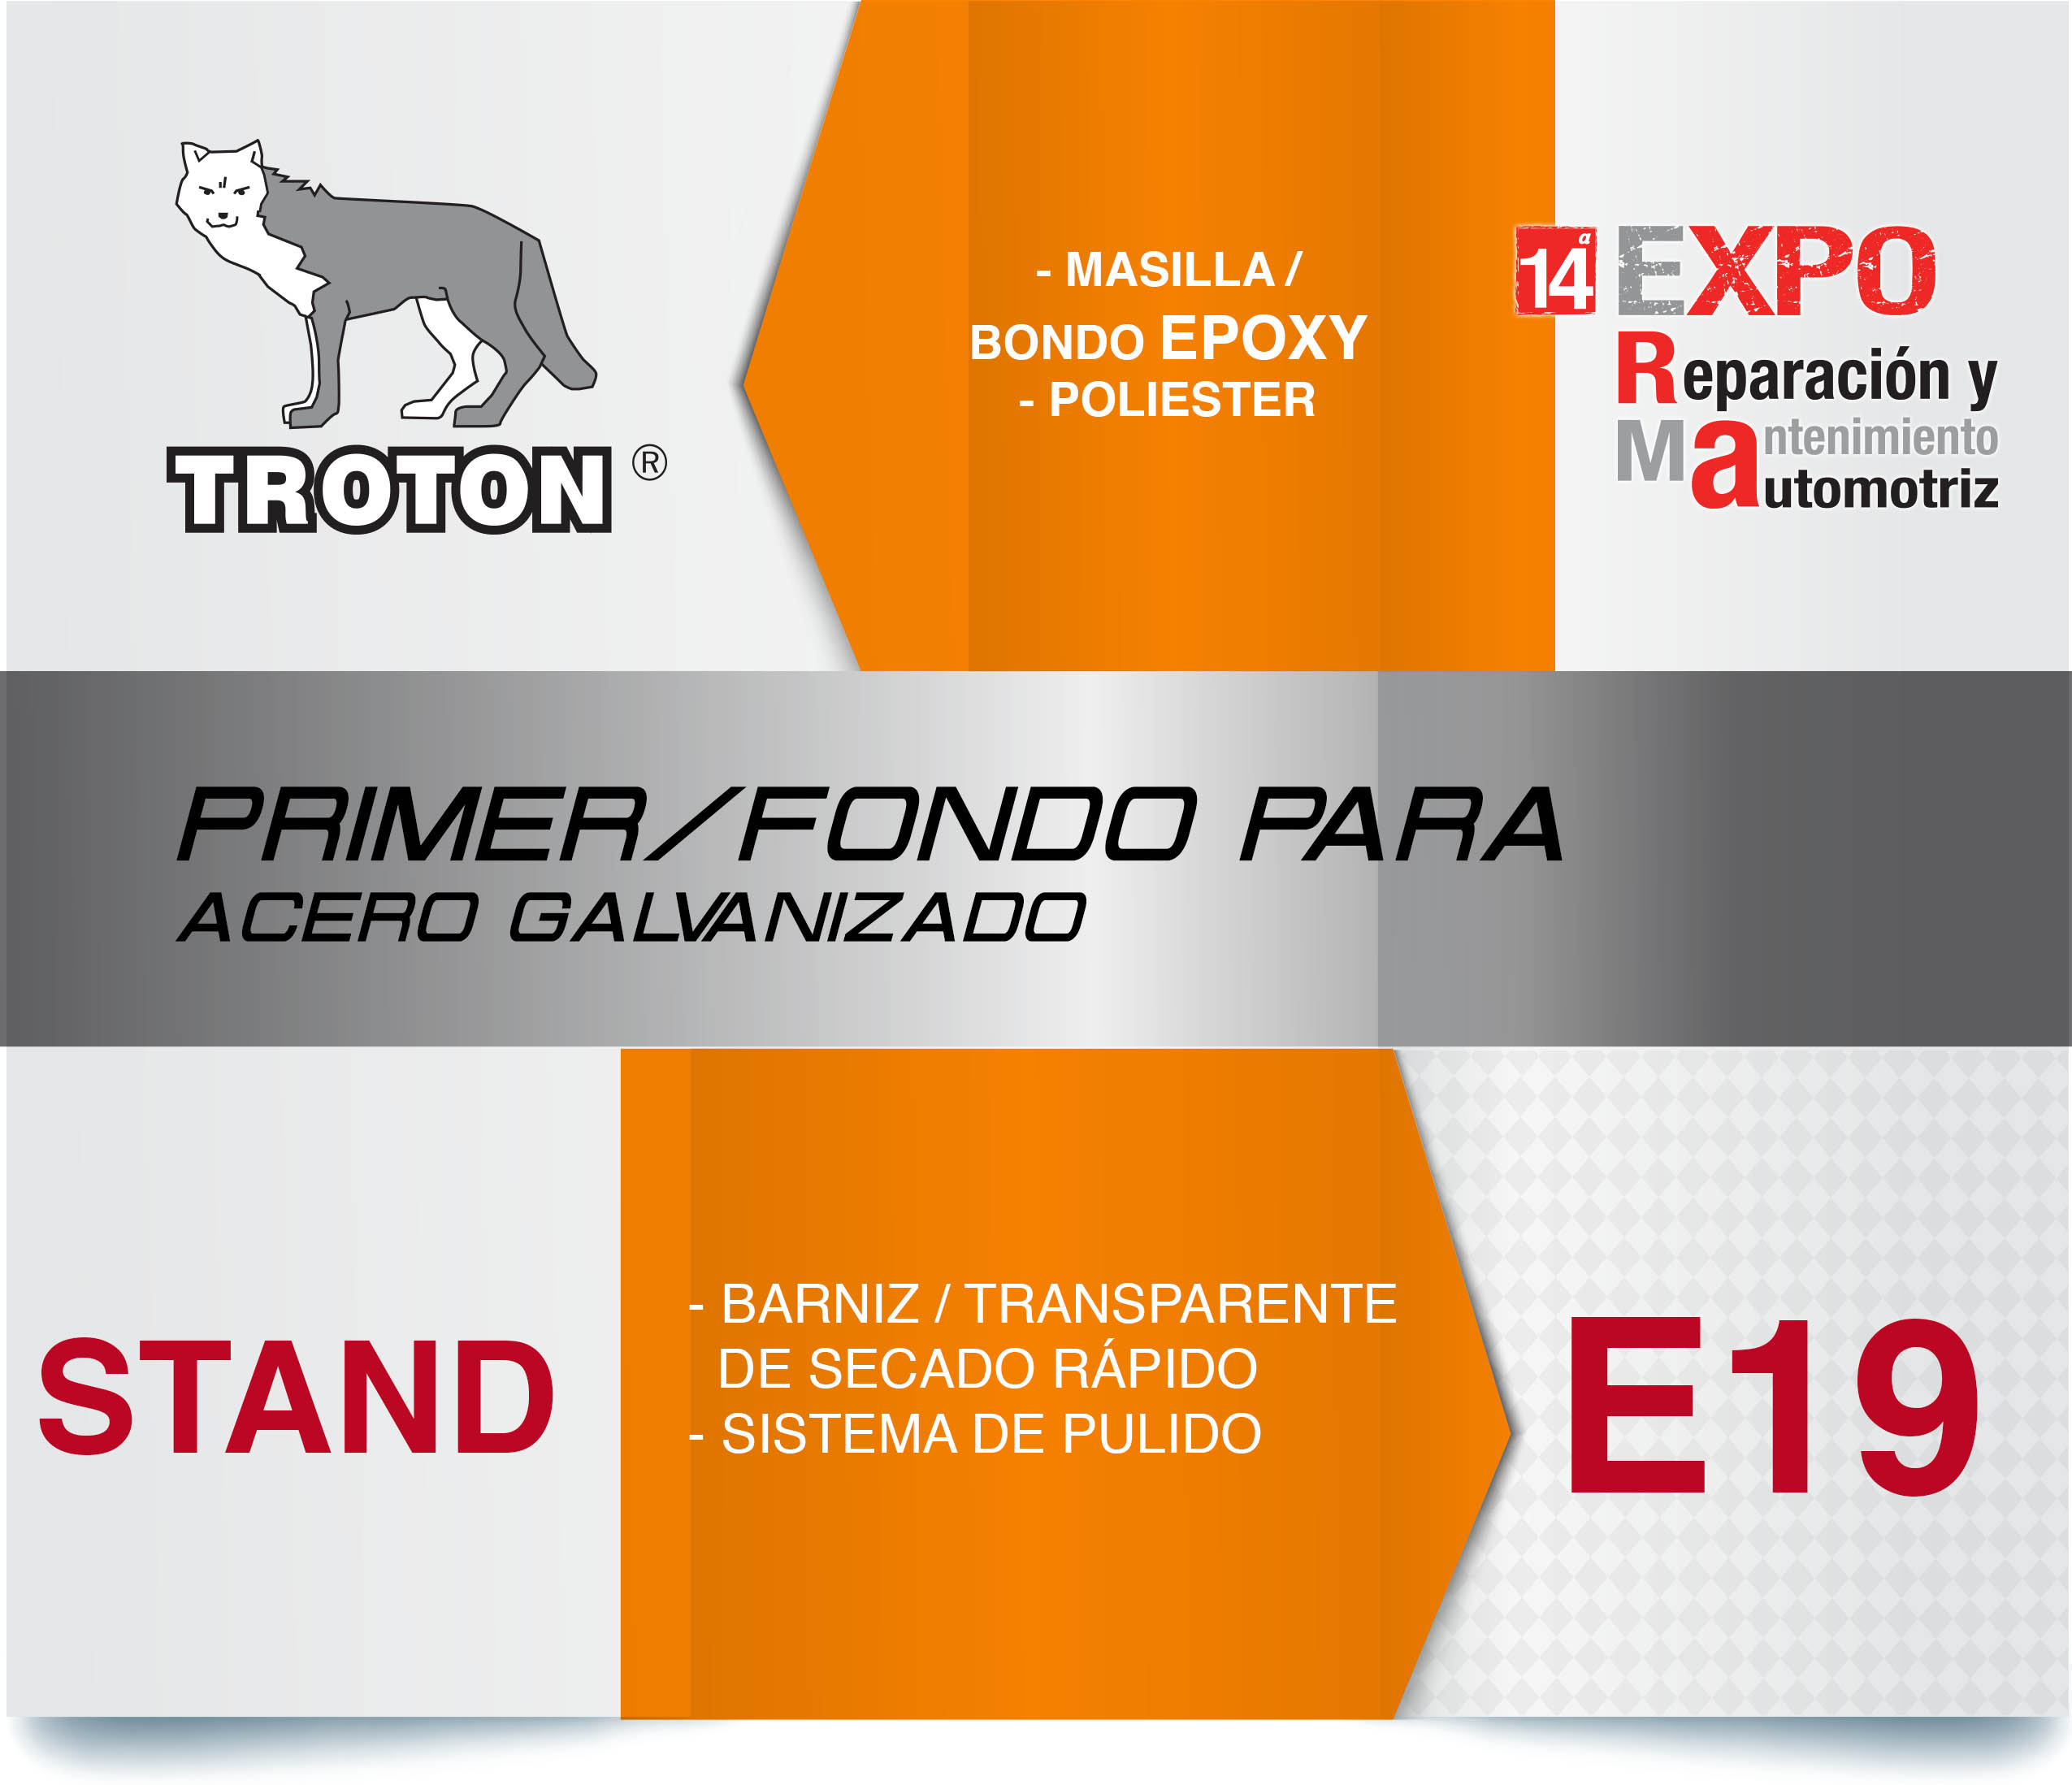 TROTON ®
- MASILLA /
BONDO EPOXY
- POLIESTER
14ª EXPO
Reparación y
Mantenimiento
automotriz
PRIMER/FONDO PARA
ACERO GALVANIZADO
STAND
- BARNIZ / TRANSPARENTE
DE SECADO RÁPIDO
- SISTEMA DE PULIDO
E19